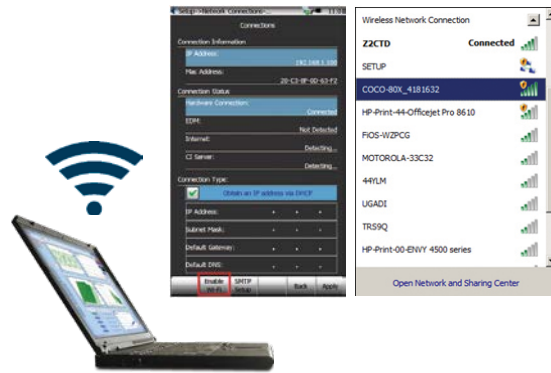 Setup->Network Connections-...
Connections
Connection Information
IP Address:
192.168.1.100
Mac Address:
20-C3-8F-0D-63-F2
Connection Status
Hardware Connection:
Connected
EDM:
Not Detected
Internet:
Detecting...
CI Server:
Detecting...
Connection Type:
Obtain an IP address via DHCP
IP Address:
Subnet Mask:
Default Gateway:
Default DNS:
Enable Wi-Fi
SMTP Setup
Back
Apply
Wireless Network Connection
Z2CTD Connected
SETUP
COCO-80X_4181632
HP-Print-44-Officejet Pro 8610
FiOS-WZPCG
MOTOROLA-33C32
44YLM
UGADI
TRS9Q
HP-Print-00-ENVY 4500 series
Open Network and Sharing Center